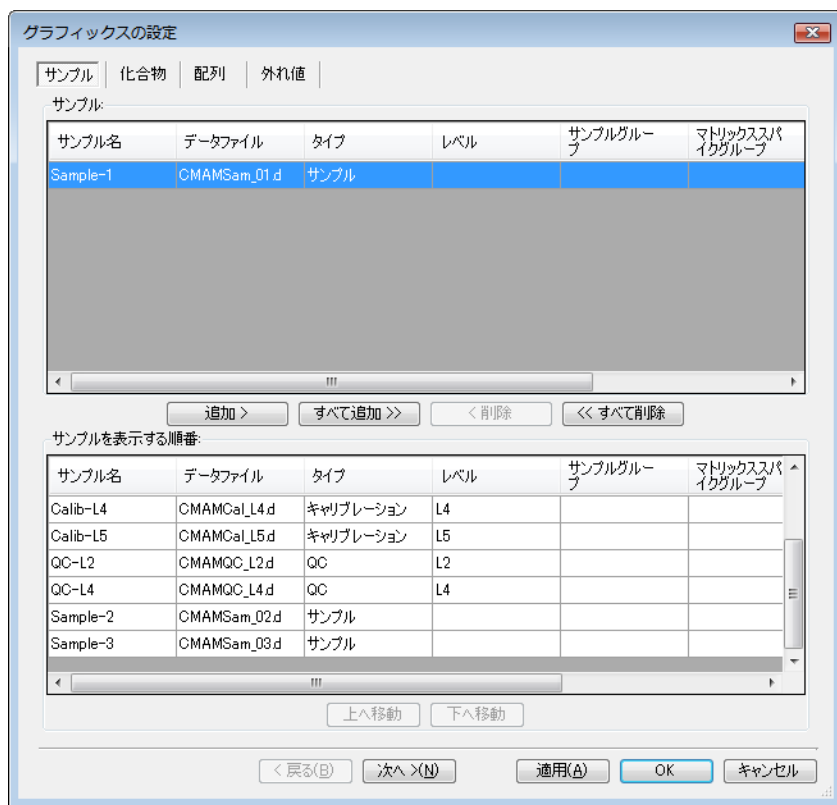 グラフィックスの設定
サンプル 化合物 配列 外れ値
サンプル:
サンプル名 データファイル タイプ レベル サンプルグループ マトリックススパイクグループ
Sample-1 CMAMSam_01.d サンプル
追加 > すべて追加 >> < 削除 << すべて削除
サンプルを表示する順番:
サンプル名 データファイル タイプ レベル サンプルグループ マトリックススパイクグループ
Calib-L4 CMAMCal_L4.d キャリブレーション L4
Calib-L5 CMAMCal_L5.d キャリブレーション L5
QC-L2 CMAMQC_L2.d QC L2
QC-L4 CMAMQC_L4.d QC L4
Sample-2 CMAMSam_02.d サンプル
Sample-3 CMAMSam_03.d サンプル
上へ移動 下へ移動
< 戻る(B) 次へ >(N) 適用(A) OK キャンセル